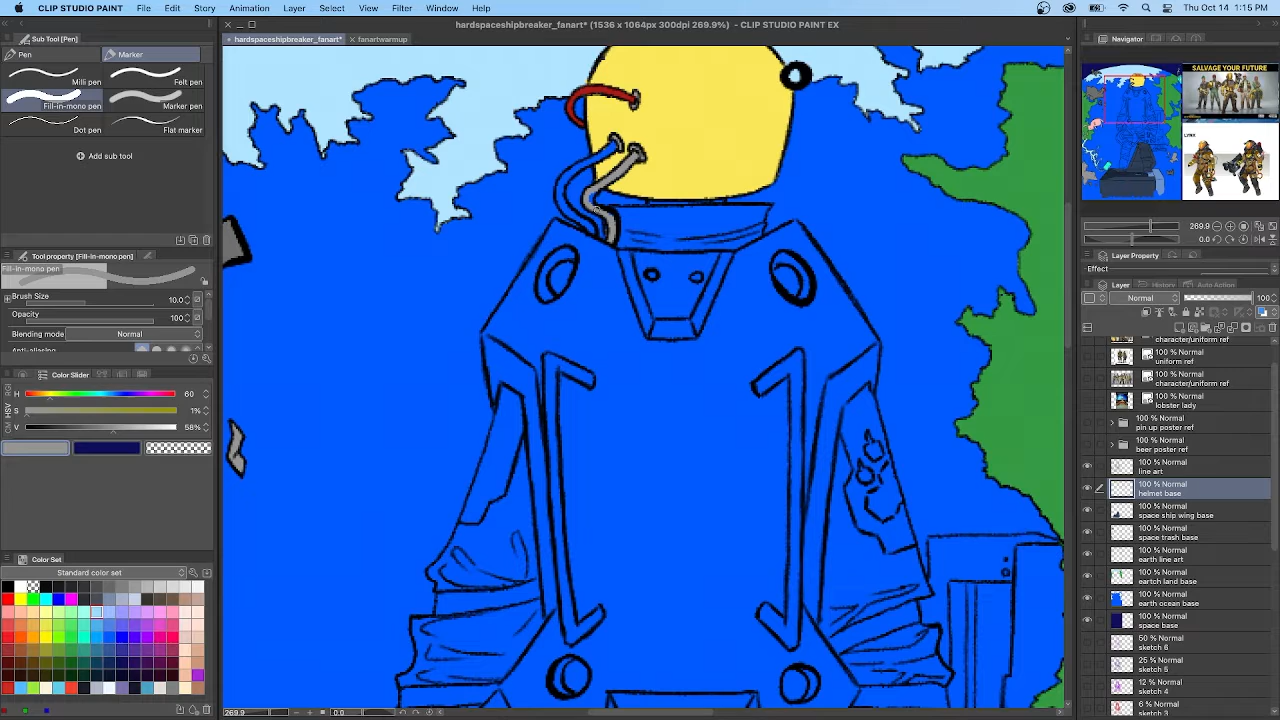 CLIP STUDIO PAINT File Edit Story Animation Layer Select View Filter Window Help Thu Oct 14 1:15 PM
hardspaceshipbreaker_fanart* (1536 x 1064px 300dpi 269.9%) - CLIP STUDIO PAINT EX
Sub Tool [Pen]
hardspaceshipbreaker_fanart* fanartwarmup
Navigator
Pen Marker
Milli pen Felt pen
Fill-in-mono pen Marker pen
Dot pen Flat marker
Add sub tool
SALVAGE YOUR FUTURE
LYNX
269.9
0.0
Tool property [Fill-in-mono pen]
Fill-in-mono pen
Brush Size 10.0
Opacity 100
Blending mode Normal
Anti-aliasing
Layer Property
Effect
Layer History Auto Action
Normal 100
Color Slider
H 60
S 1%
V 58%
character/uniform ref
100 % Normal
uniform ref
100 % Normal
character/uniform ref
100 % Normal
lobster lady
100 % Normal
pin up poster ref
100 % Normal
beer poster ref
100 % Normal
line art
100 % Normal
helmet base
100 % Normal
space ship wing base
100 % Normal
space trash base
100 % Normal
earth line art
100 % Normal
eartch land base
100 % Normal
earth ocean base
100 % Normal
space base
50 % Normal
sketch 6
25 % Normal
sketch 5
12 % Normal
sketch 4
6 % Normal
sketch 3
Color Set
Standard color set
269.9 0.0